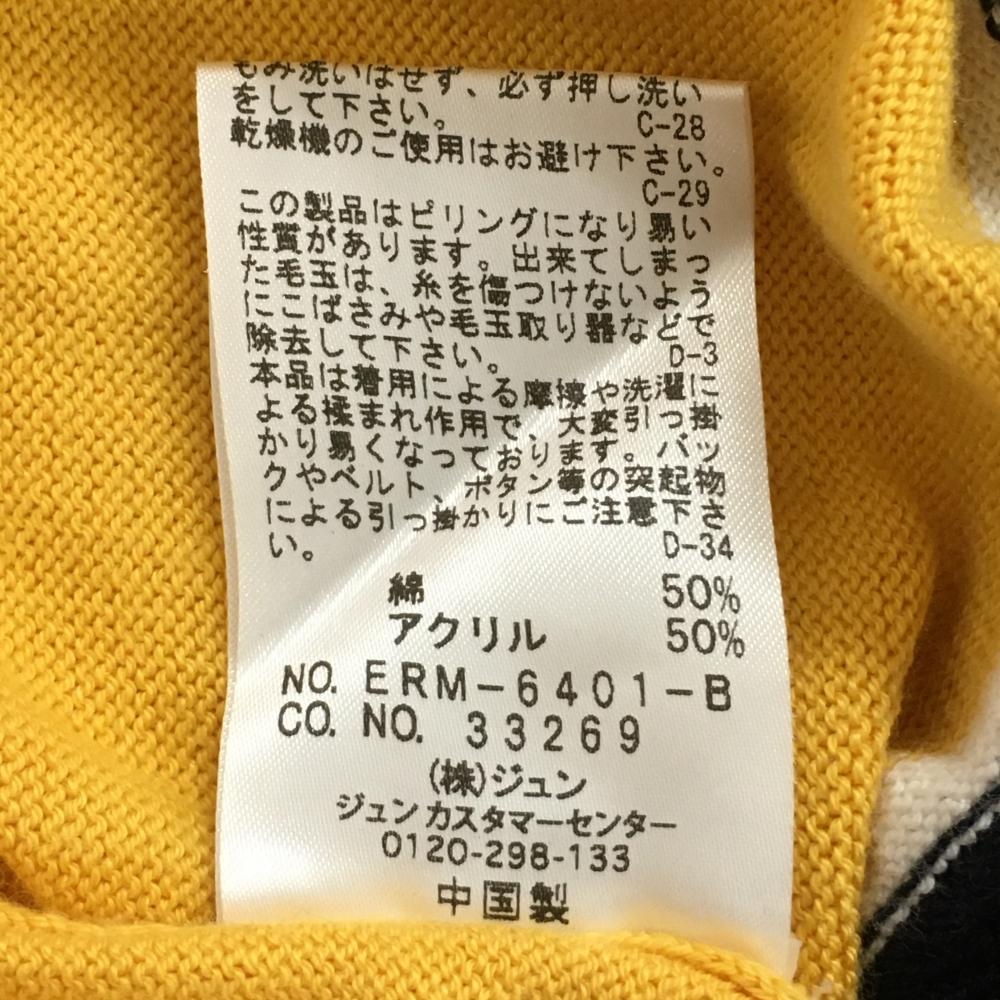 もみ洗いはせず、必ず押し洗い
をして下さい。
C-28
乾燥機のご使用はお避け下さい。
C-29
この製品はピリングになり易い
性質があります。出来てしまっ
た毛玉は、糸を傷つけないよう
にこばさみや毛玉取り器などで
除去して下さい。
D-3
本品は着用による摩擦や洗濯に
よる揉まれ作用で、大変引っ掛
かり易くなっております。バッ
クやベルト、ボタン等の突起物
による引っ掛かりにご注意下さ
い。
D-34
綿 50%
アクリル 50%
NO. ERM-6401-B
CO. NO. 33269
(株)ジュン
ジュンカスタマーセンター
0120-298-133
中国製